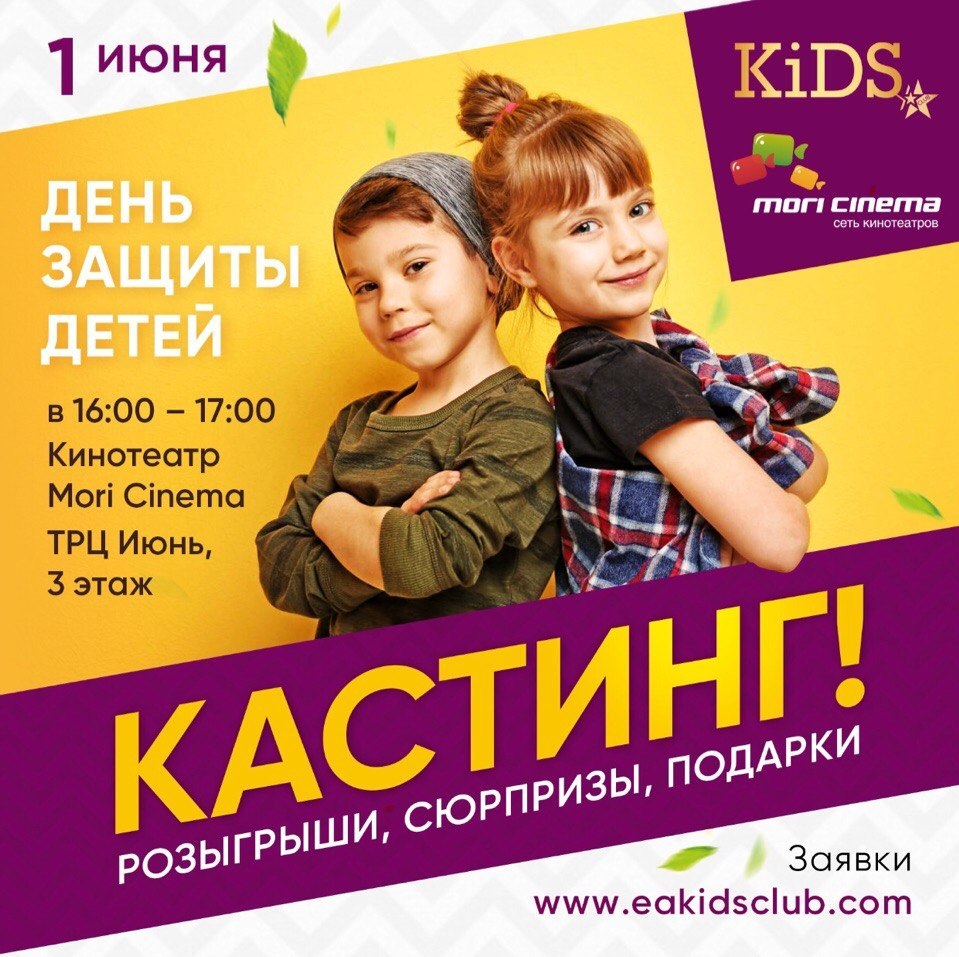 1 ИЮНЯ
KiDS
CLUB
mori cinema
сеть кинотеатров
ДЕНЬ
ЗАЩИТЫ
ДЕТЕЙ
в 16:00 – 17:00
Кинотеатр
Mori Cinema
ТРЦ Июнь,
3 этаж
КАСТИНГ!
РОЗЫГРЫШИ, СЮРПРИЗЫ, ПОДАРКИ
Заявки
www.eakidsclub.com